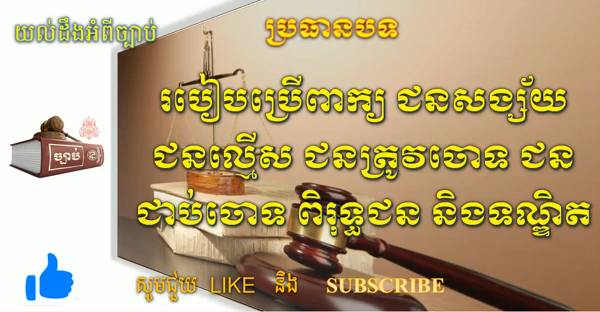 យល់ដឹងអំពីច្បាប់
ប្រធានបទ
របៀបប្រើពាក្យ ជនសង្ស័យ
ជនល្មើស ជនត្រូវចោទ ជន
ជាប់ចោទ ពិរុទ្ធជន និងទណ្ឌិត
ច្បាប់
សូមជួយ LIKE និង SUBSCRIBE